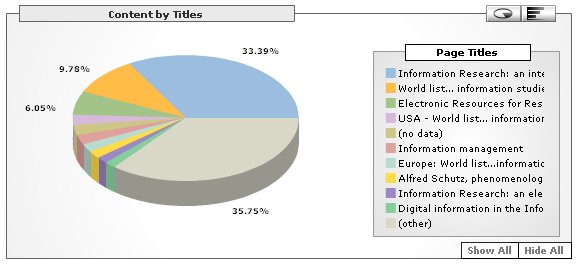 Content by Titles
33.39%
9.78%
6.05%
35.75%
Page Titles
Information Research: an inte
World list... information studie
Electronic Resources for Res
USA - World list... information
(no data)
Information management
Europe: World list...informatic
Alfred Schutz, phenomenolog
Information Research: an ele
Digital information in the Info
(other)
Show All
Hide All